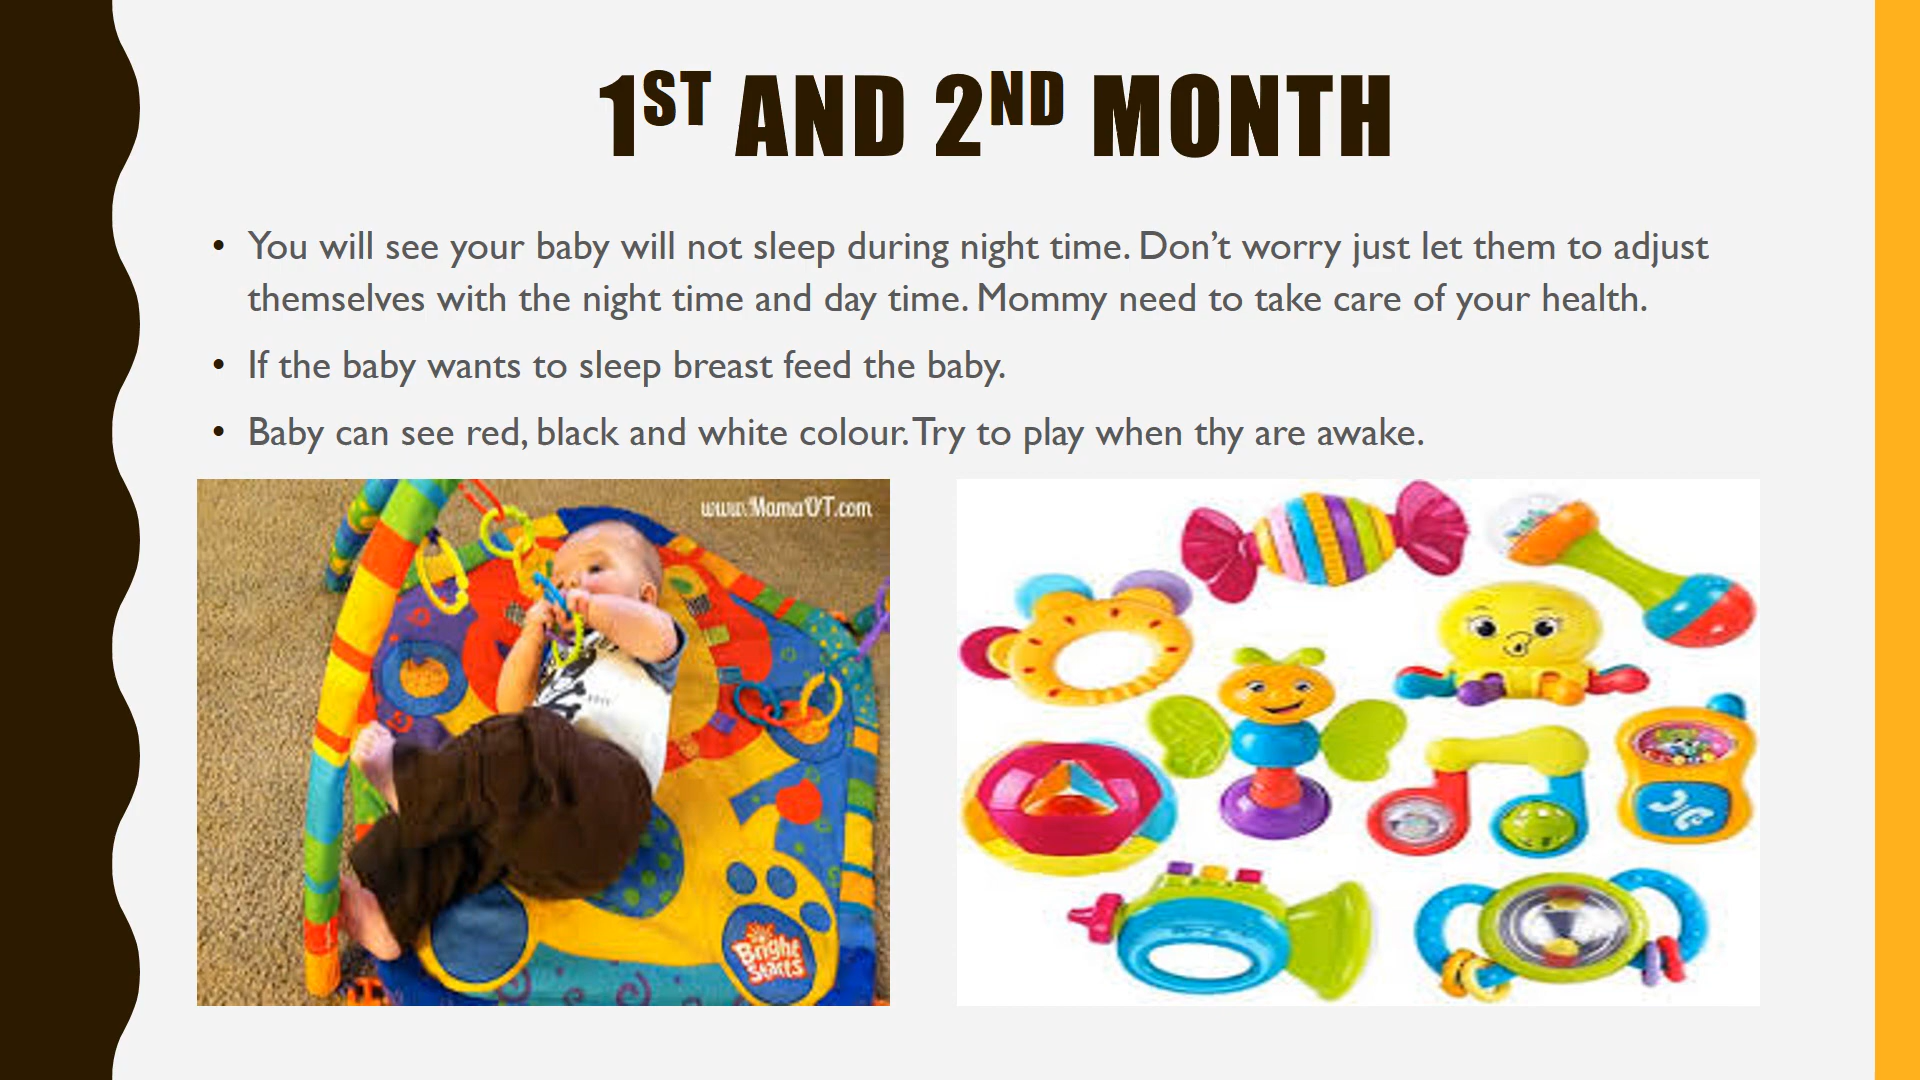 1ST AND 2ND MONTH
• You will see your baby will not sleep during night time. Don't worry just let them to adjust
themselves with the night time and day time. Mommy need to take care of your health.
• If the baby wants to sleep breast feed the baby.
• Baby can see red, black and white colour. Try to play when thy are awake.
www.MamaOT.com
Bright
Starts